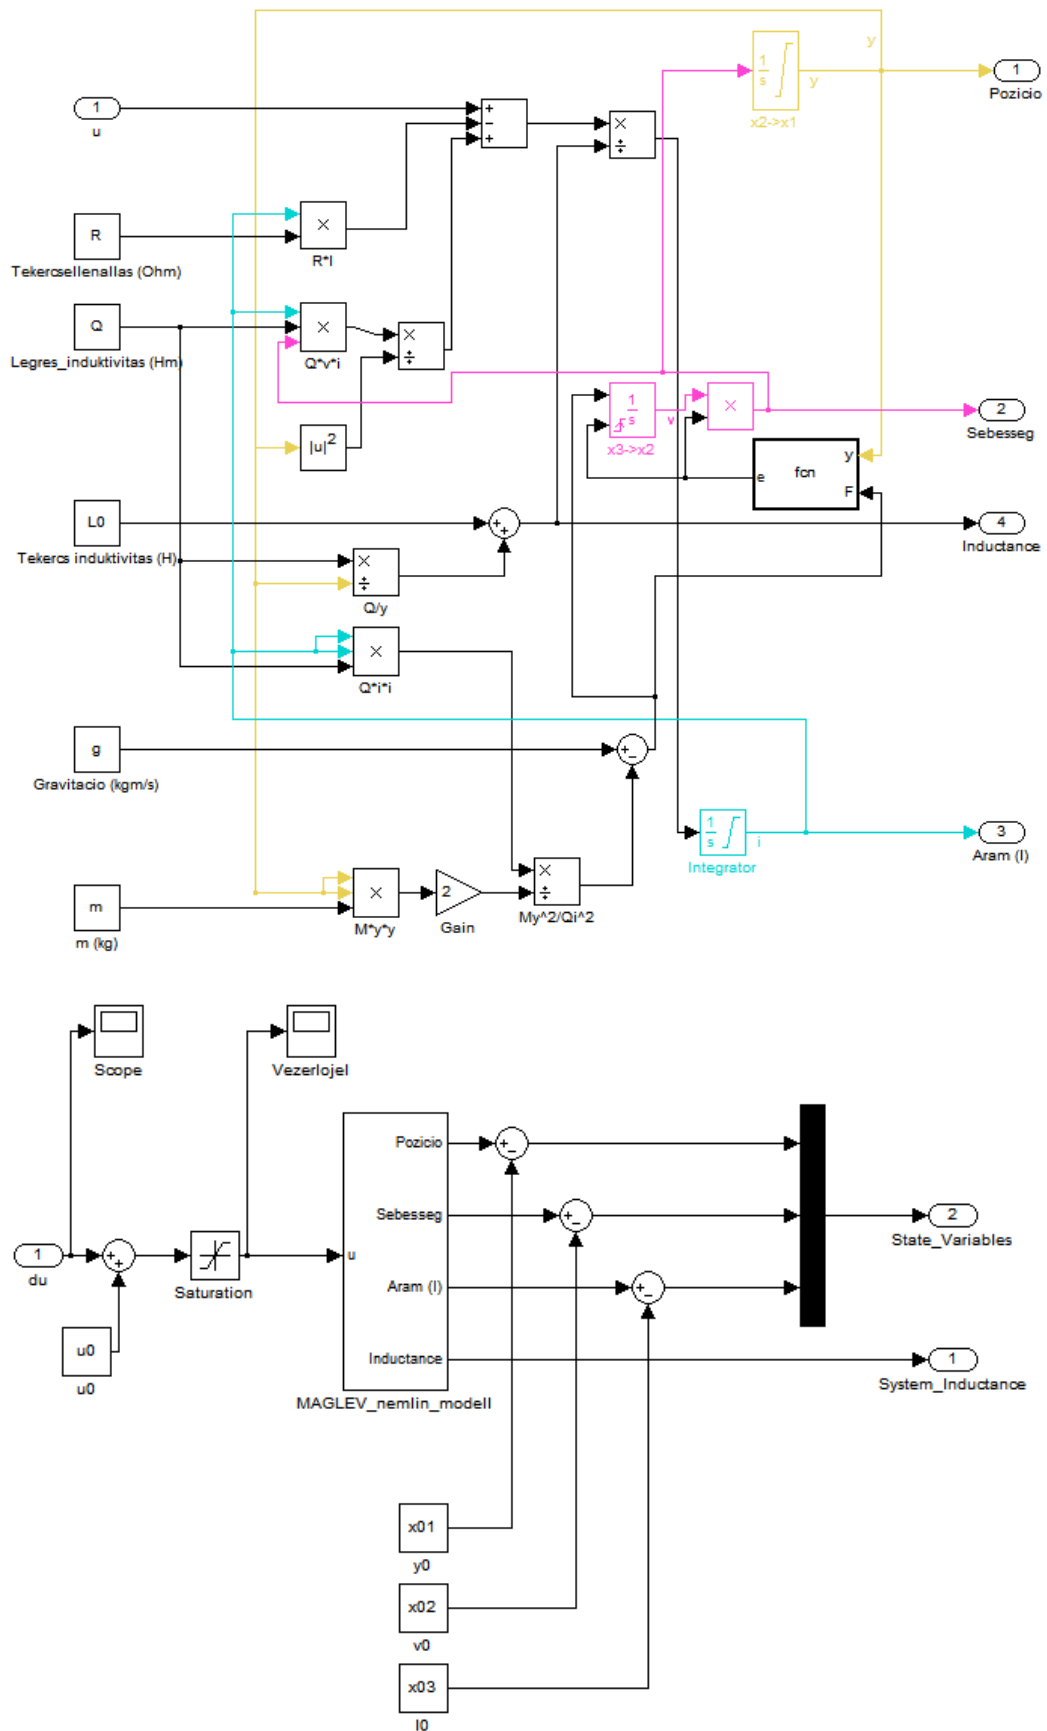 y
1
s
y
x2->x1
1
Pozicio
1
u
+
−
+
×
÷
R
Tekercsellenallas (Ohm)
×
R*I
Q
Legres_induktivitas (Hm)
×
Q*v*i
×
÷
|u|²
1
s
x3->x2
v
×
2
Sebesseg
fcn
y
F
e
L0
Tekercs induktivitas (H)
+
+
4
Inductance
×
÷
Q/y
×
Q*i*i
g
Gravitacio (kgm/s)
+
−
1
s
Integrator
i
3
Aram (I)
m
m (kg)
×
M*y*y
2
Gain
×
÷
My^2/Qi^2
Scope
Vezerlojel
1
du
+
+
u0
u0
Saturation
u
Pozicio
Sebesseg
Aram (I)
Inductance
MAGLEV_nemlin_modell
+
−
+
−
+
−
2
State_Variables
1
System_Inductance
x01
y0
x02
v0
x03
I0